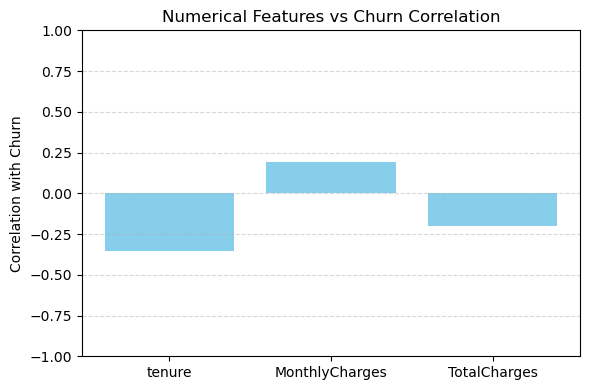 Numerical Features vs Churn Correlation
Correlation with Churn
1.00
0.75
0.50
0.25
0.00
−0.25
−0.50
−0.75
−1.00
tenure
MonthlyCharges
TotalCharges